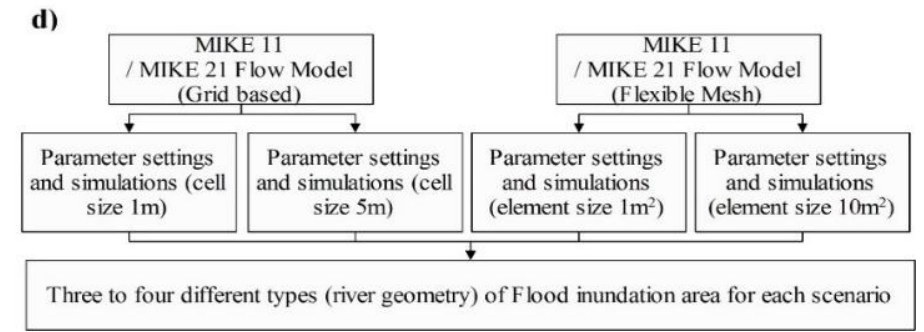 d)
MIKE 11
/ MIKE 21 Flow Model
(Grid based)
MIKE 11
/ MIKE 21 Flow Model
(Flexible Mesh)
Parameter settings
and simulations (cell
size 1m)
Parameter settings
and simulations (cell
size 5m)
Parameter settings
and simulations
(element size 1m²)
Parameter settings
and simulations
(element size 10m²)
Three to four different types (river geometry) of Flood inundation area for each scenario